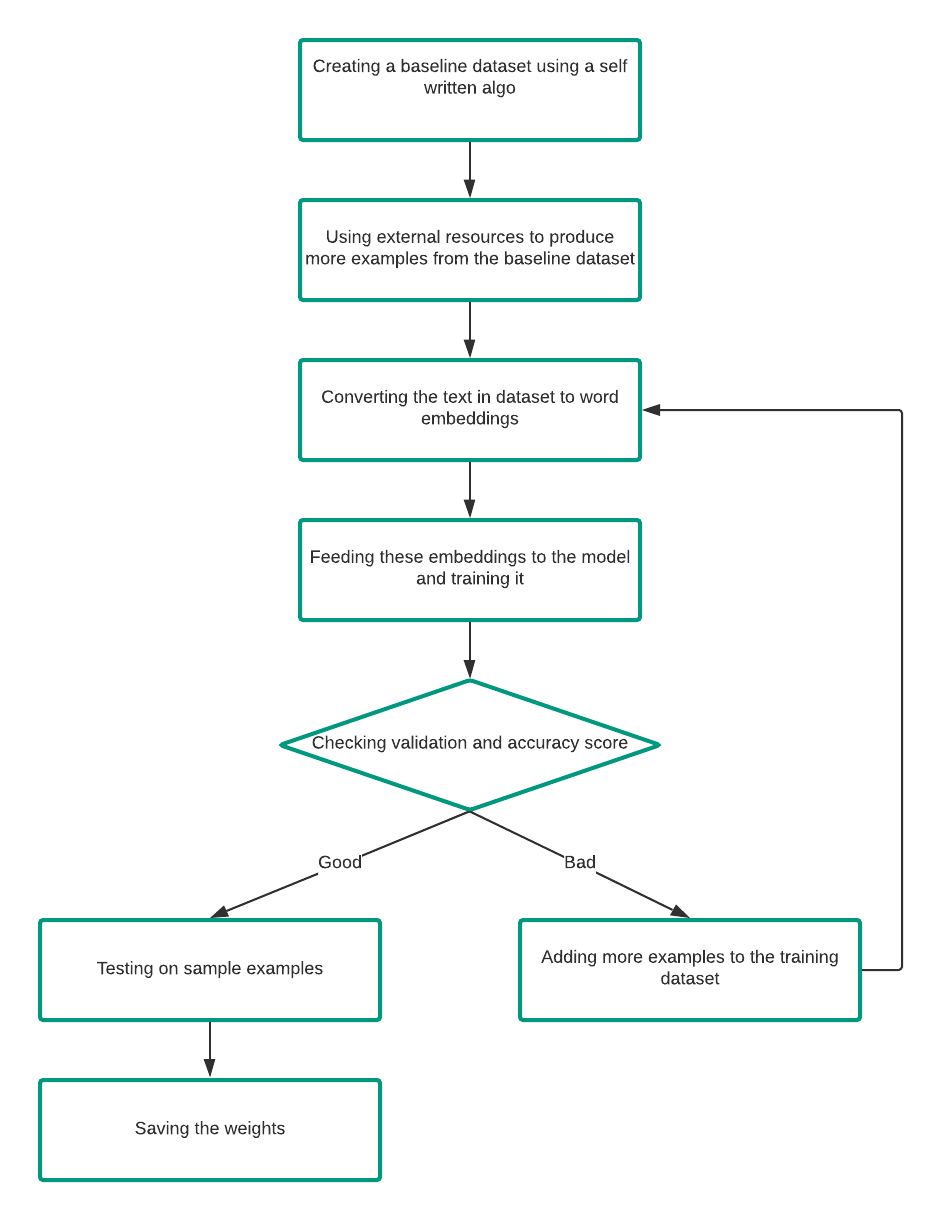 Creating a baseline dataset using a self
written algo
Using external resources to produce
more examples from the baseline dataset
Converting the text in dataset to word
embeddings
Feeding these embeddings to the model
and training it
Checking validation and accuracy score
Good
Bad
Testing on sample examples
Adding more examples to the training
dataset
Saving the weights